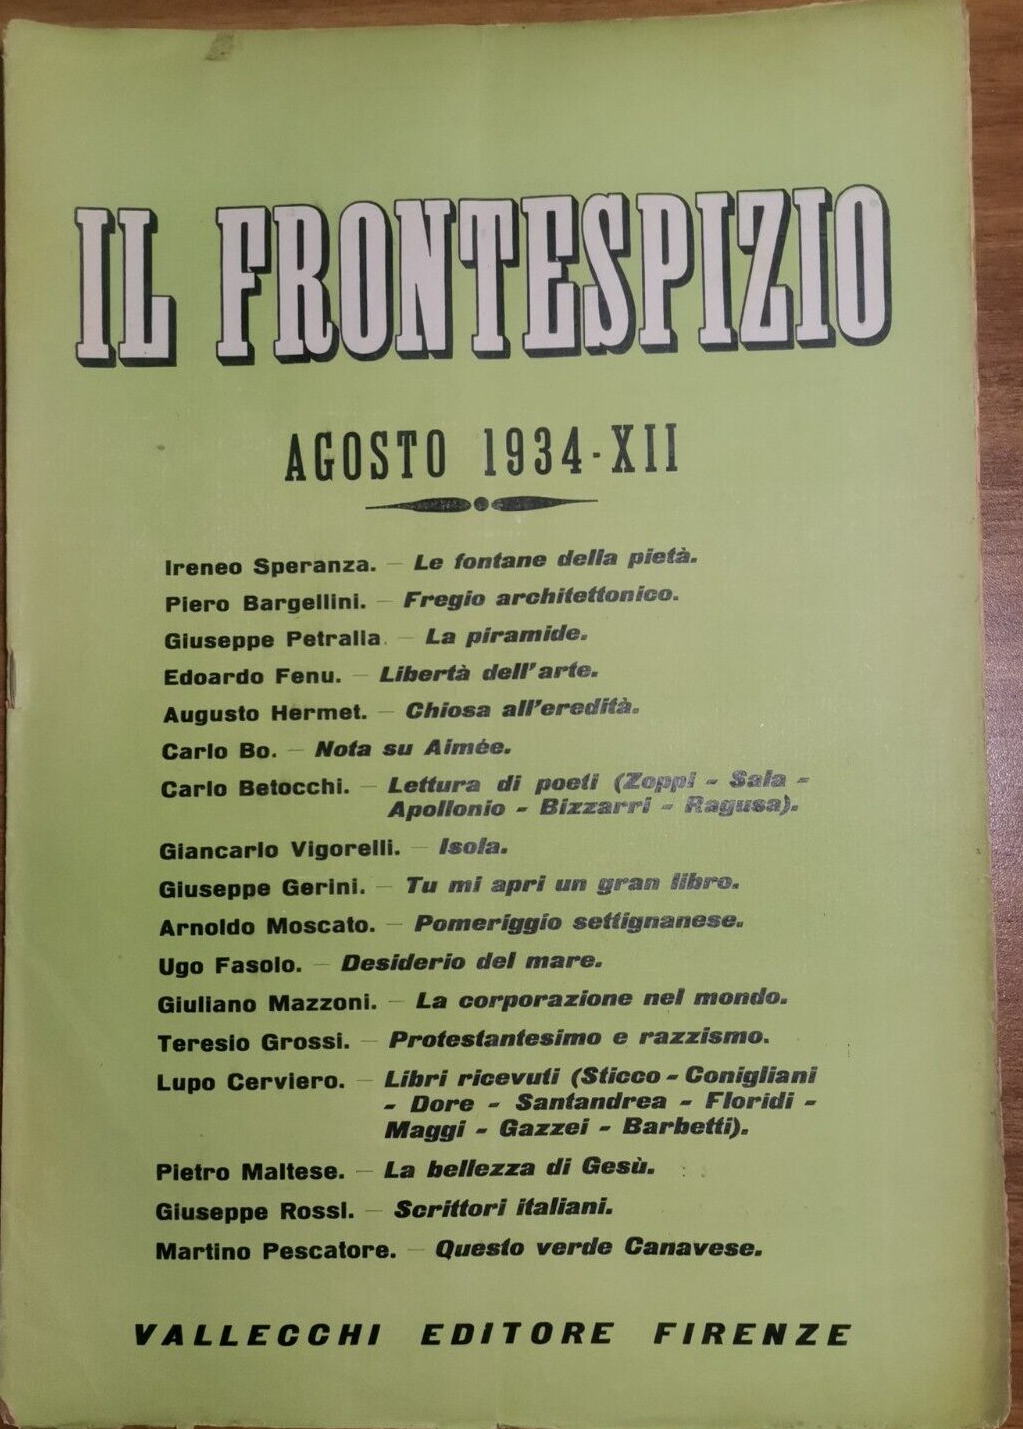 IL FRONTESPIZIO
AGOSTO 1934-XII
Ireneo Speranza. — Le fontane della pietà.
Piero Bargellini. — Fregio architettonico.
Giuseppe Petralia. — La piramide.
Edoardo Fenu. — Libertà dell'arte.
Augusto Hermet. — Chiosa all'eredità.
Carlo Bo. — Nota su Aimée.
Carlo Betocchi. — Lettura di poeti (Zoppi - Sala -
Apollonio - Bizzarri - Ragusa).
Giancarlo Vigorelli. — Isola.
Giuseppe Gerini. — Tu mi apri un gran libro.
Arnoldo Moscato. — Pomeriggio settignanese.
Ugo Fasolo. — Desiderio del mare.
Giuliano Mazzoni. — La corporazione nel mondo.
Teresio Grossi. — Protestantesimo e razzismo.
Lupo Cerviero. — Libri ricevuti (Sticco - Conigliani
- Dore - Santandrea - Floridi -
Maggi - Gazzei - Barbetti).
Pietro Maltese. — La bellezza di Gesù.
Giuseppe Rossi. — Scrittori italiani.
Martino Pescatore. — Questo verde Canavese.
VALLECCHI EDITORE FIRENZE